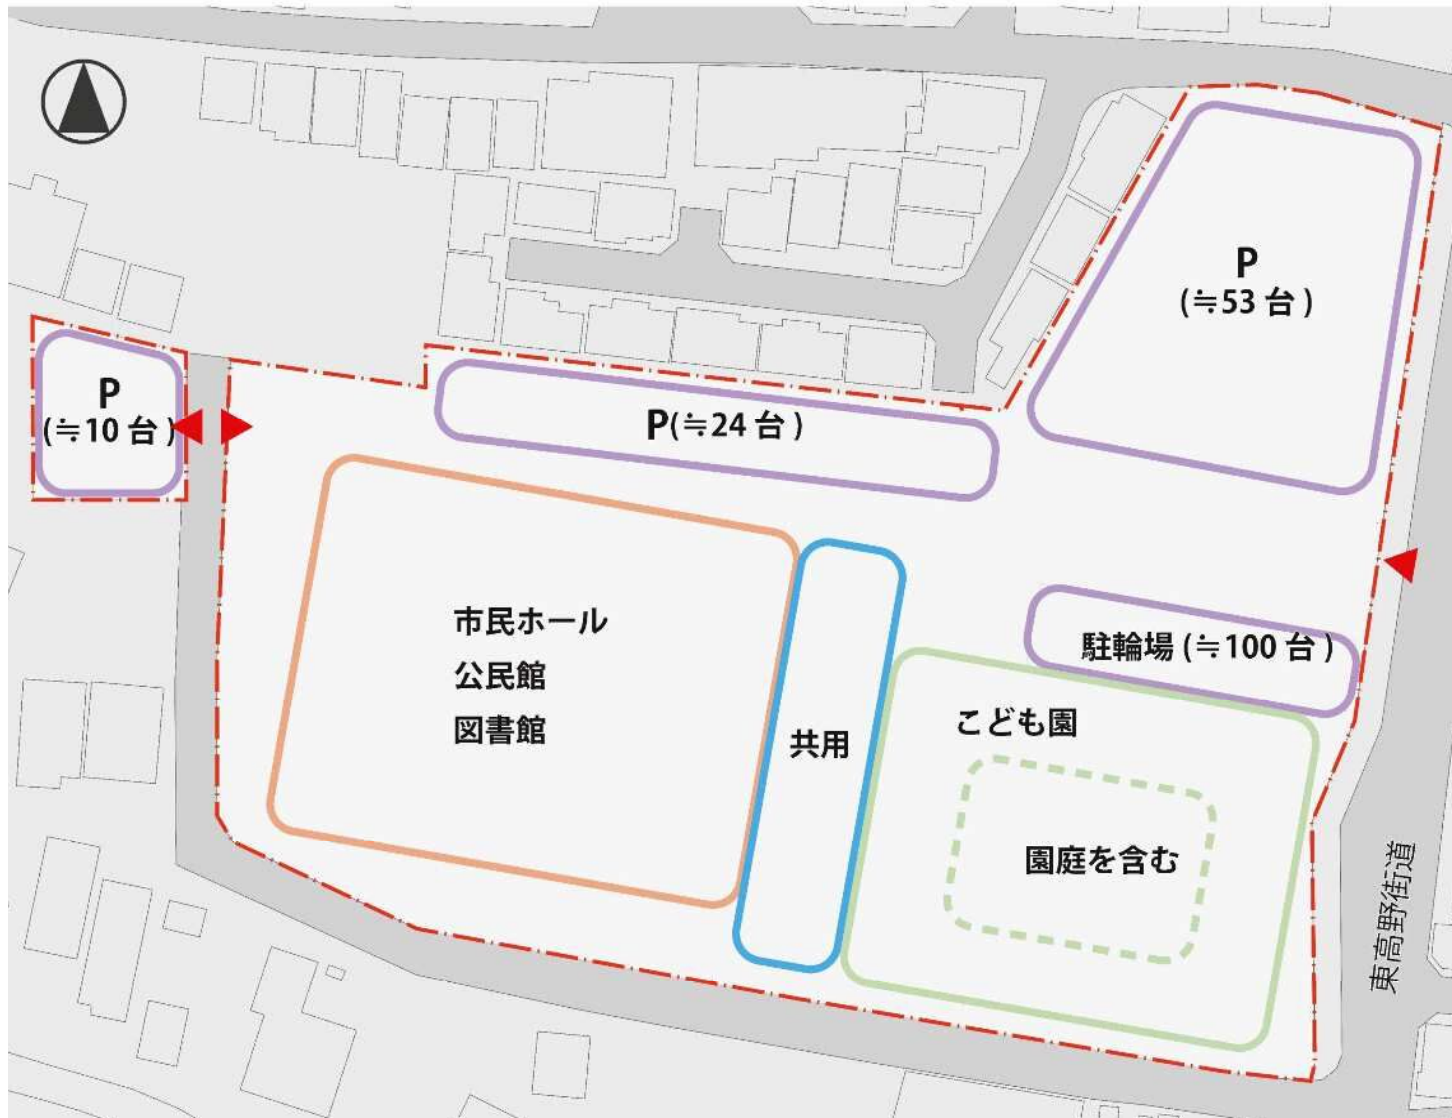 P
(≒53 台 )
P
(≒10 台 )
P(≒24 台 )
市民ホール
公民館
図書館
共用
駐輪場 (≒100 台 )
こども園
園庭を含む
東高野街道